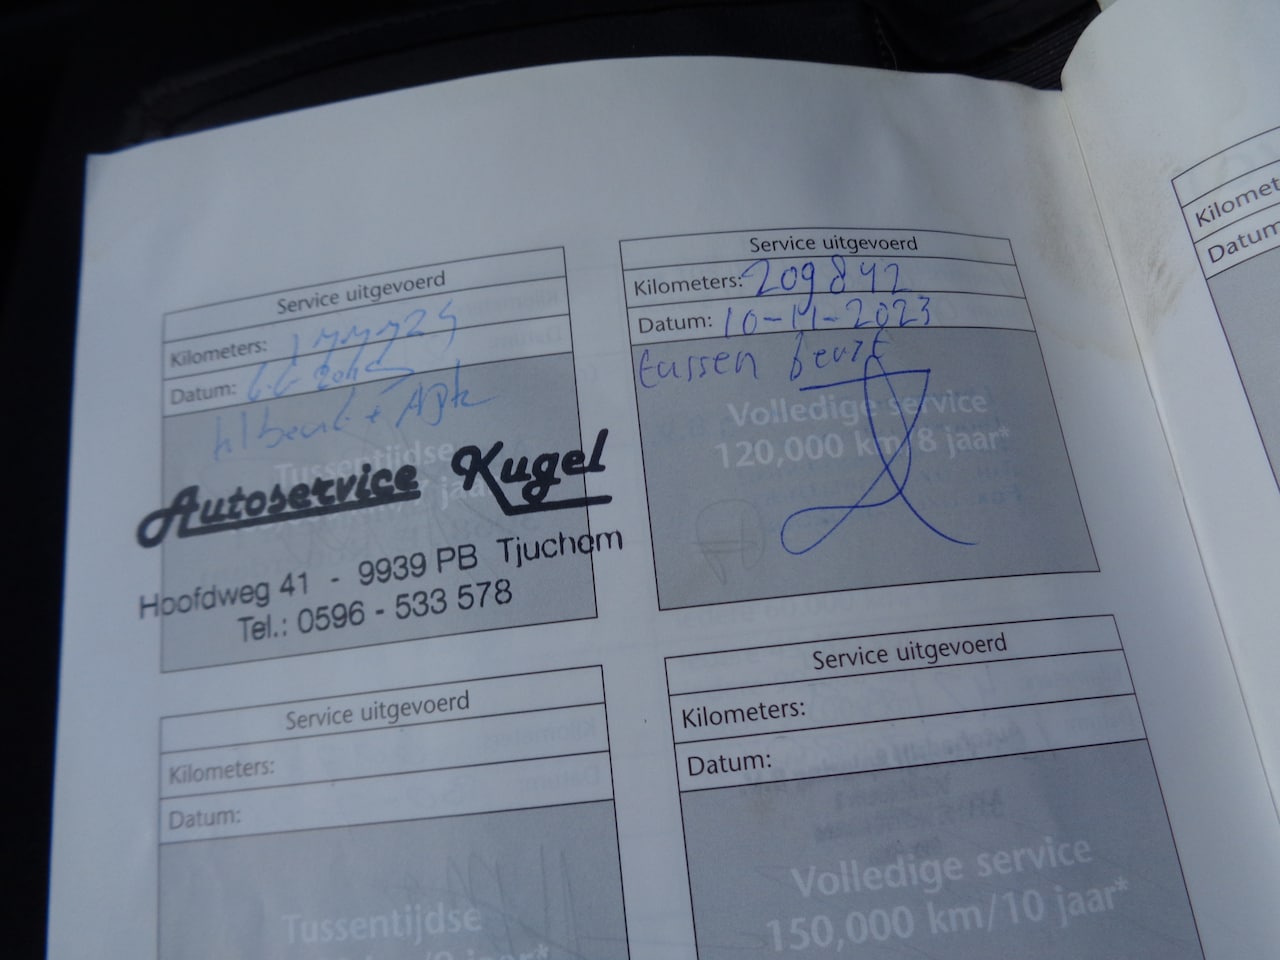 Service uitgevoerd
Kilometers:
Datum:
Autoservice Kugel
Hoofdweg 41 - 9939 PB Tjuchem
Tel.: 0596 - 533 578
Tussentijdse
Service uitgevoerd
Kilometers: 209842
Datum: 10-11-2023
tussen beurt
Volledige service
120,000 km/8 jaar*
Service uitgevoerd
Kilometers:
Datum:
Tussentijdse
Service uitgevoerd
Kilometers:
Datum:
Volledige service
150,000 km/10 jaar*